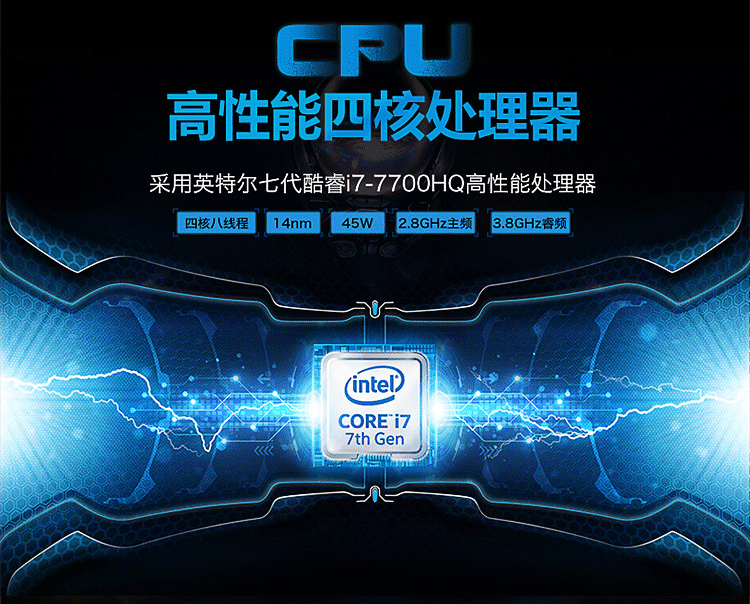 CPU
高性能四核处理器
采用英特尔七代酷睿i7-7700HQ高性能处理器
四核八线程 14nm 45W 2.8GHz主频 3.8GHz睿频
intel
CORE™ i7
7th Gen